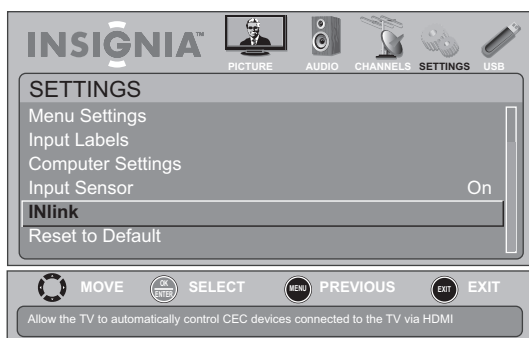 INSIGNIA™
PICTURE AUDIO CHANNELS SETTINGS USB
SETTINGS
Menu Settings
Input Labels
Computer Settings
Input Sensor On
INlink
Reset to Default
MOVE OK ENTER SELECT MENU PREVIOUS EXIT EXIT
Allow the TV to automatically control CEC devices connected to the TV via HDMI